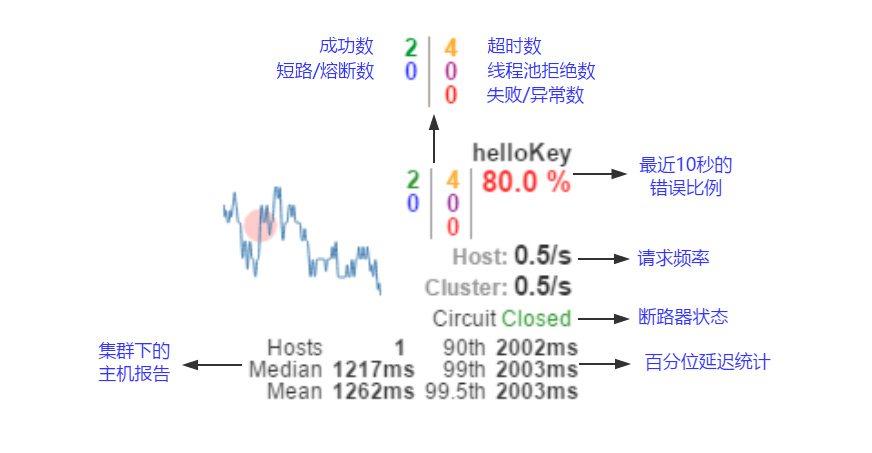 成功数 2 4 超时数
短路/熔断数 0 0 线程池拒绝数
0 失败/异常数
helloKey
2 4 80.0 %
0 0
0
最近10秒的
错误比例
Host: 0.5/s 请求频率
Cluster: 0.5/s
Circuit Closed 断路器状态
集群下的
主机报告
Hosts 1 90th 2002ms
Median 1217ms 99th 2003ms
Mean 1262ms 99.5th 2003ms
百分位延迟统计